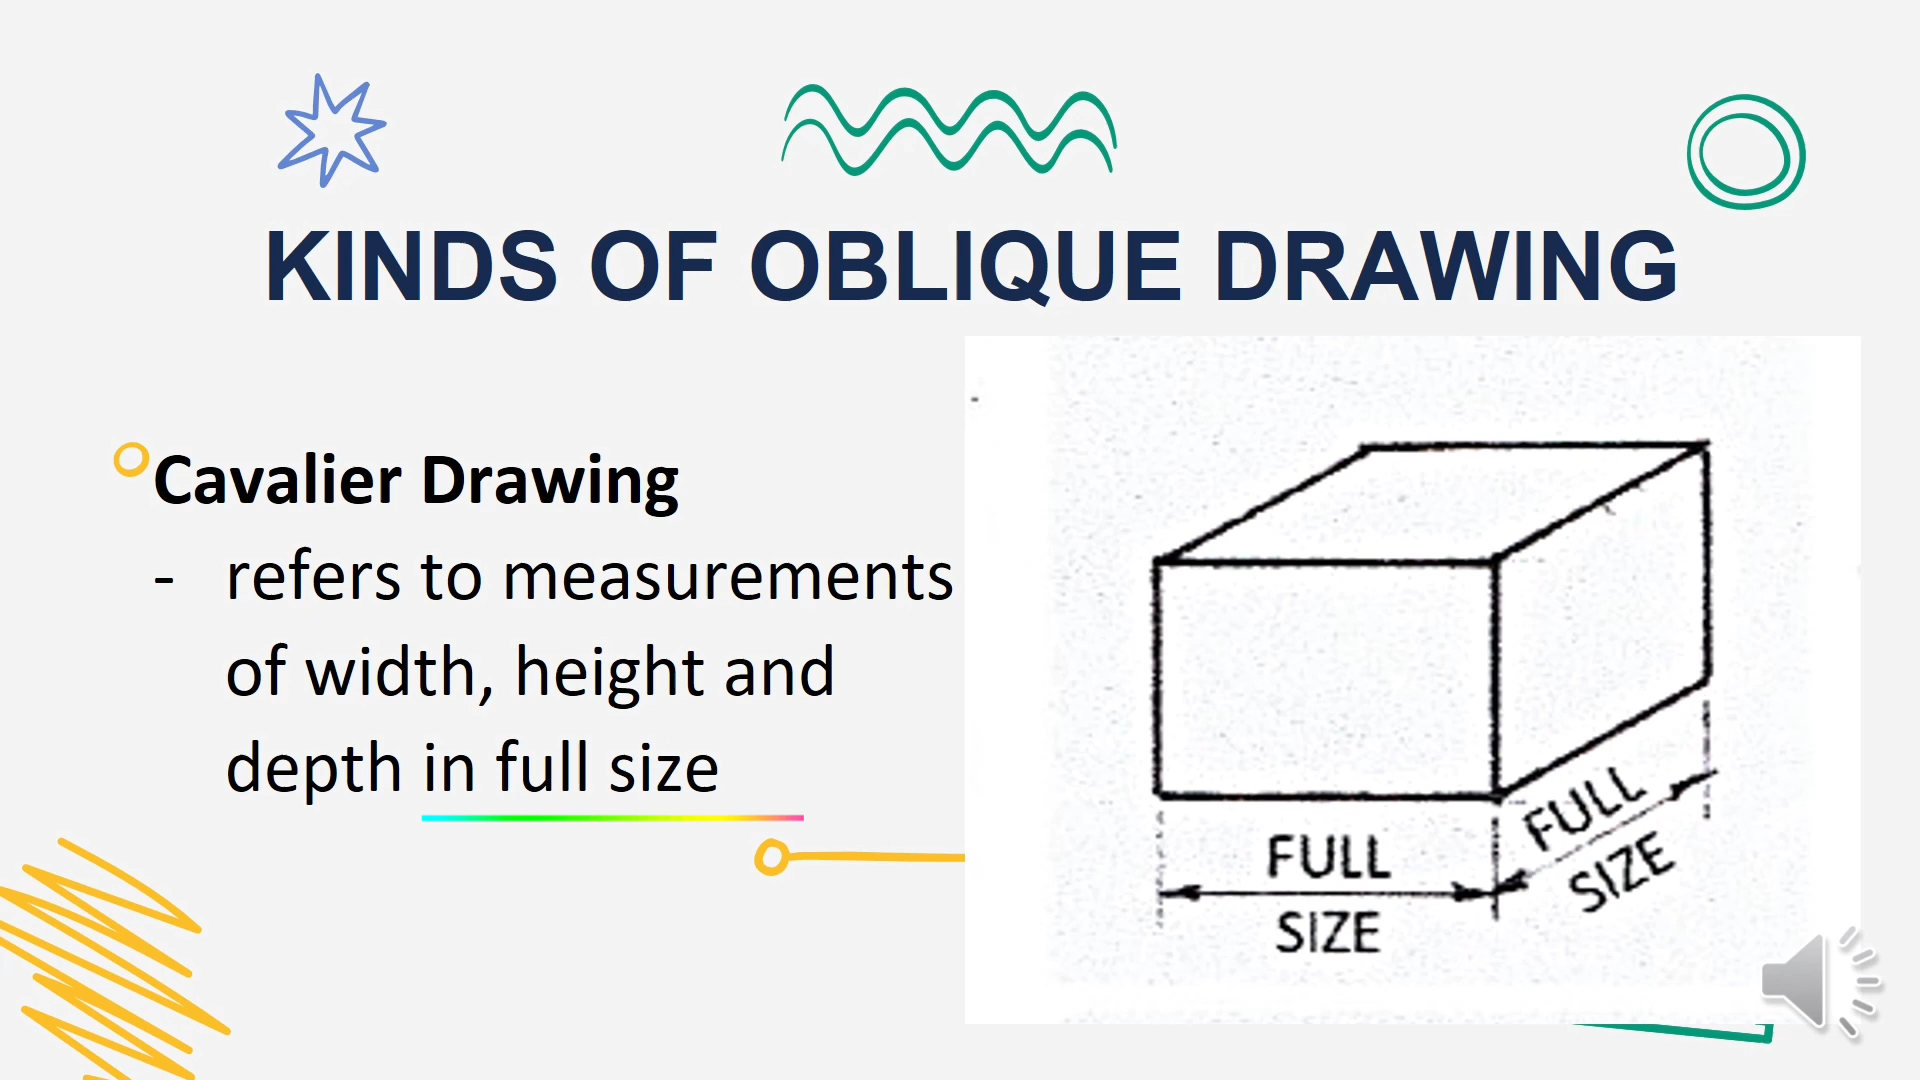 KINDS OF OBLIQUE DRAWING
Cavalier Drawing
- refers to measurements
of width, height and
depth in full size
FULL
SIZE
FULL
SIZE